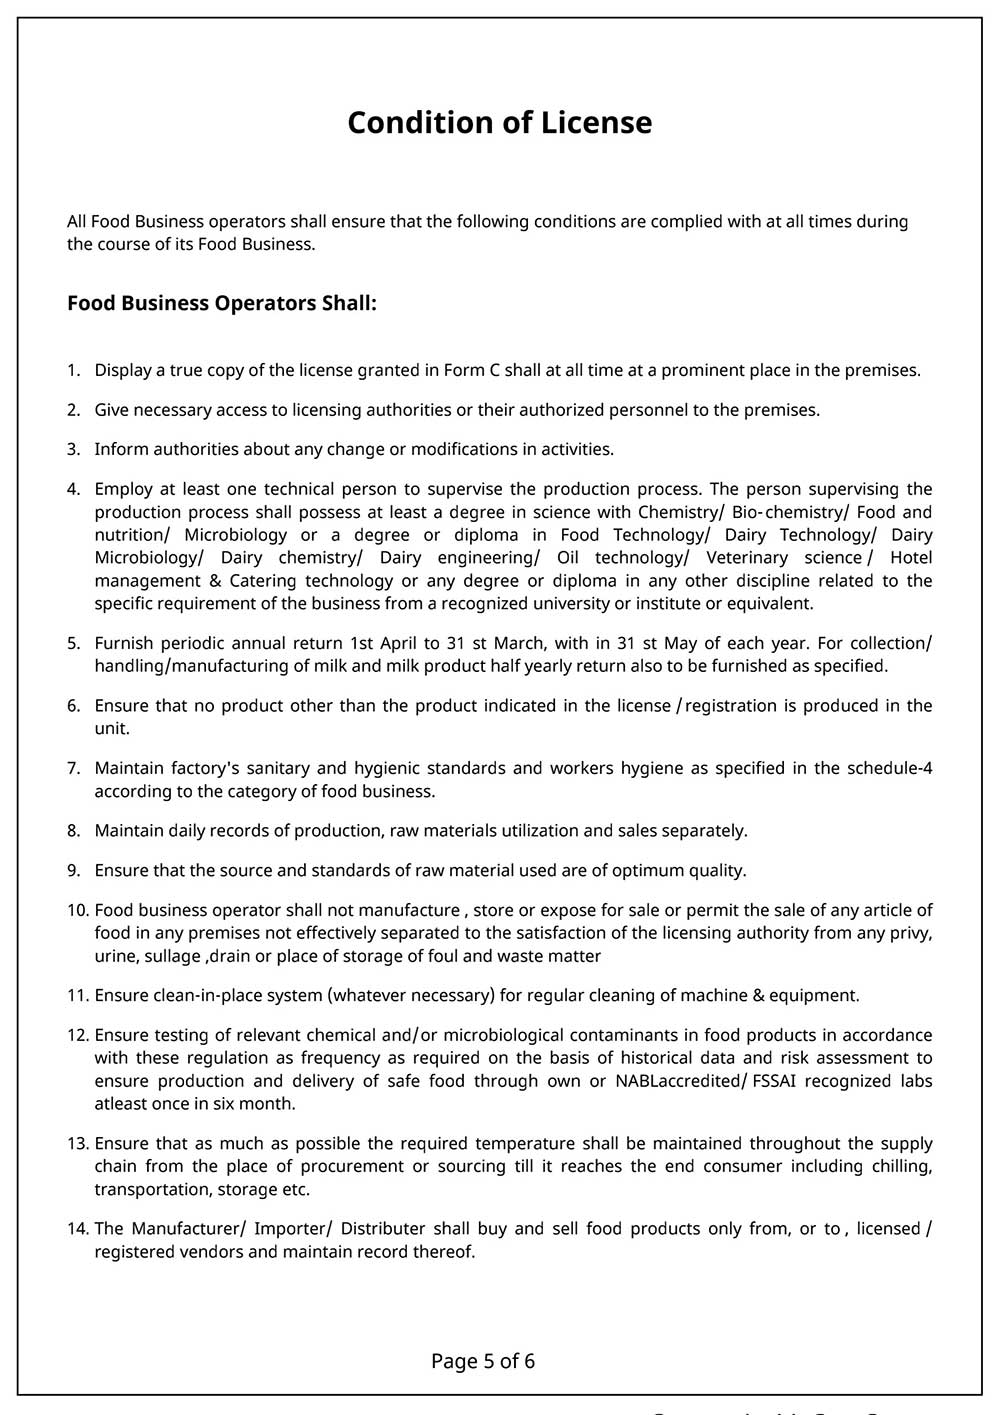 Condition of License
All Food Business operators shall ensure that the following conditions are complied with at all times during
the course of its Food Business.
Food Business Operators Shall:
1. Display a true copy of the license granted in Form C shall at all time at a prominent place in the premises.
2. Give necessary access to licensing authorities or their authorized personnel to the premises.
3. Inform authorities about any change or modifications in activities.
4. Employ at least one technical person to supervise the production process. The person supervising the
production process shall possess at least a degree in science with Chemistry/ Bio-chemistry/ Food and
nutrition/ Microbiology or a degree or diploma in Food Technology/ Dairy Technology/ Dairy
Microbiology/ Dairy chemistry/ Dairy engineering/ Oil technology/ Veterinary science / Hotel
management & Catering technology or any degree or diploma in any other discipline related to the
specific requirement of the business from a recognized university or institute or equivalent.
5. Furnish periodic annual return 1st April to 31 st March, with in 31 st May of each year. For collection/
handling/manufacturing of milk and milk product half yearly return also to be furnished as specified.
6. Ensure that no product other than the product indicated in the license / registration is produced in the
unit.
7. Maintain factory's sanitary and hygienic standards and workers hygiene as specified in the schedule-4
according to the category of food business.
8. Maintain daily records of production, raw materials utilization and sales separately.
9. Ensure that the source and standards of raw material used are of optimum quality.
10. Food business operator shall not manufacture , store or expose for sale or permit the sale of any article of
food in any premises not effectively separated to the satisfaction of the licensing authority from any privy,
urine, sullage ,drain or place of storage of foul and waste matter
11. Ensure clean-in-place system (whatever necessary) for regular cleaning of machine & equipment.
12. Ensure testing of relevant chemical and/or microbiological contaminants in food products in accordance
with these regulation as frequency as required on the basis of historical data and risk assessment to
ensure production and delivery of safe food through own or NABLaccredited/ FSSAI recognized labs
atleast once in six month.
13. Ensure that as much as possible the required temperature shall be maintained throughout the supply
chain from the place of procurement or sourcing till it reaches the end consumer including chilling,
transportation, storage etc.
14. The Manufacturer/ Importer/ Distributer shall buy and sell food products only from, or to , licensed /
registered vendors and maintain record thereof.
Page 5 of 6